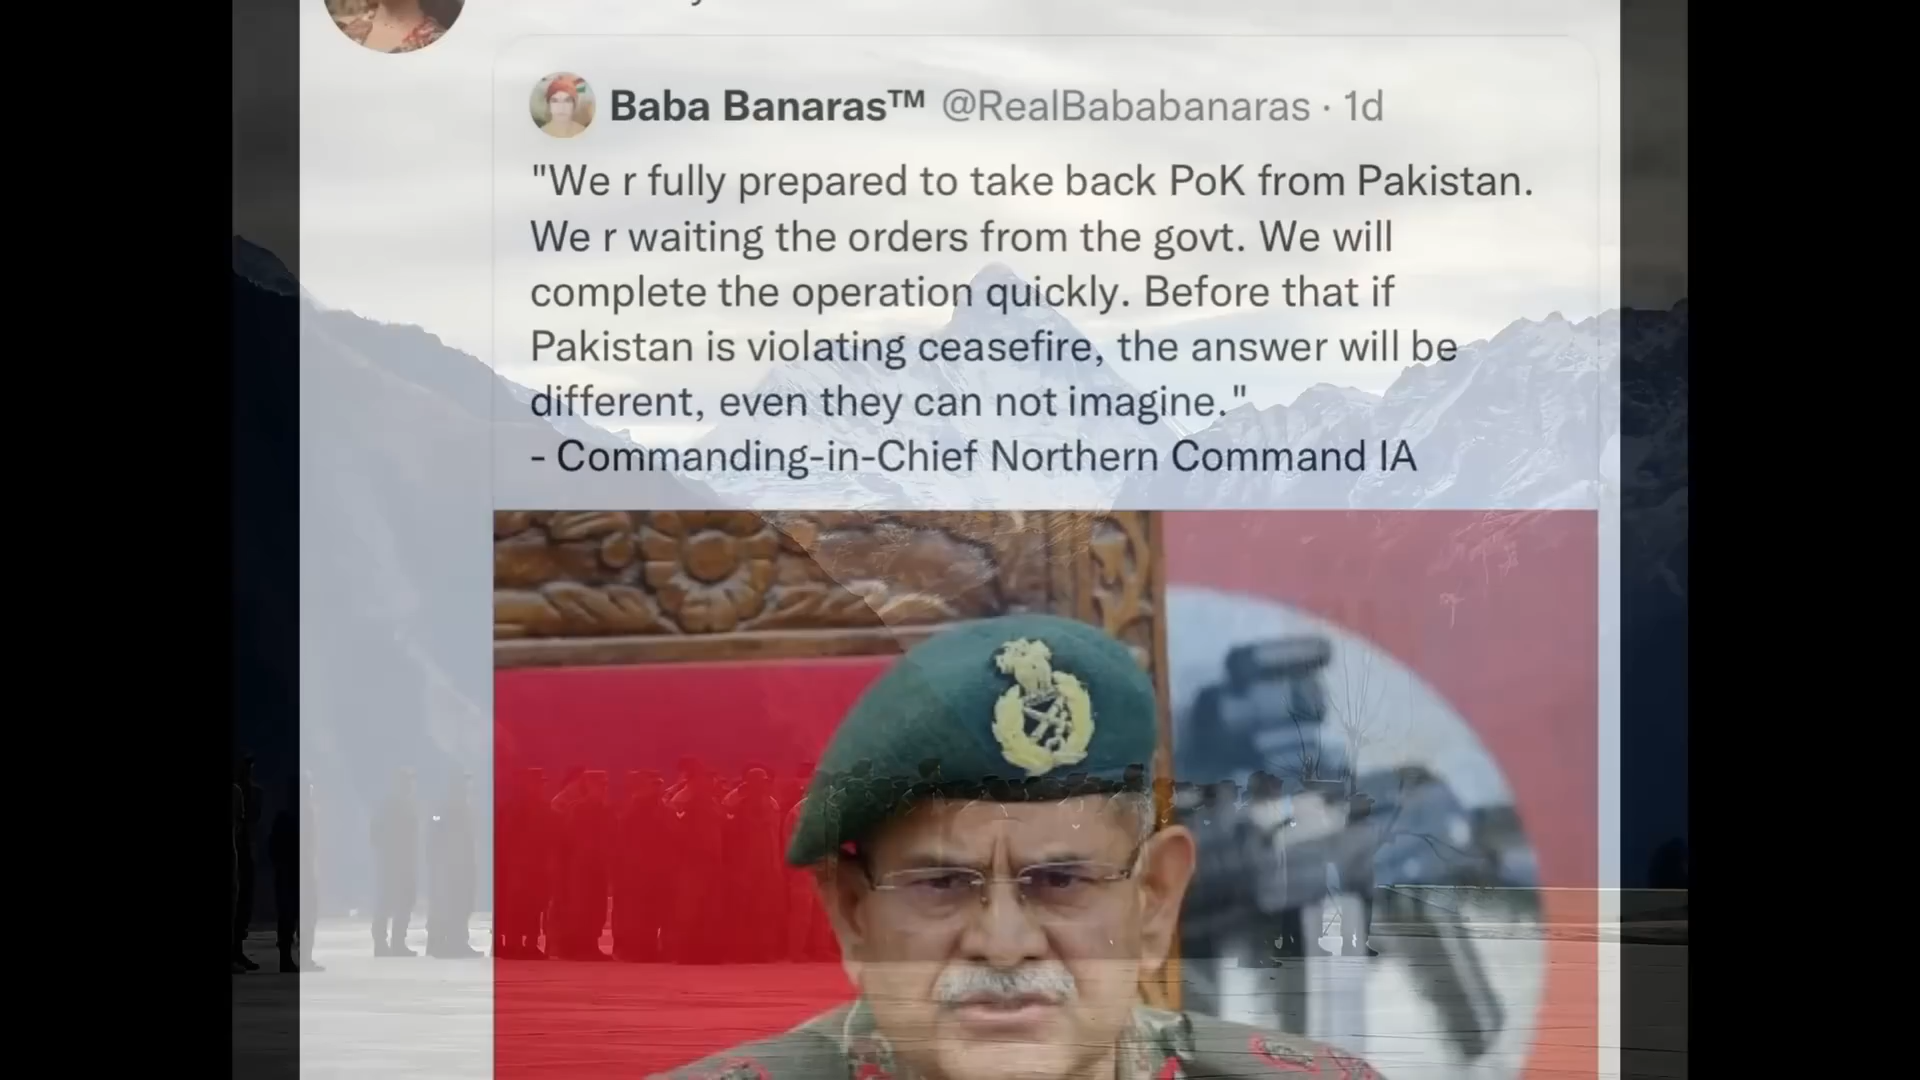 Baba Banaras™ @RealBababanaras · 1d
"We r fully prepared to take back PoK from Pakistan.
We r waiting the orders from the govt. We will
complete the operation quickly. Before that if
Pakistan is violating ceasefire, the answer will be
different, even they can not imagine."
- Commanding-in-Chief Northern Command IA